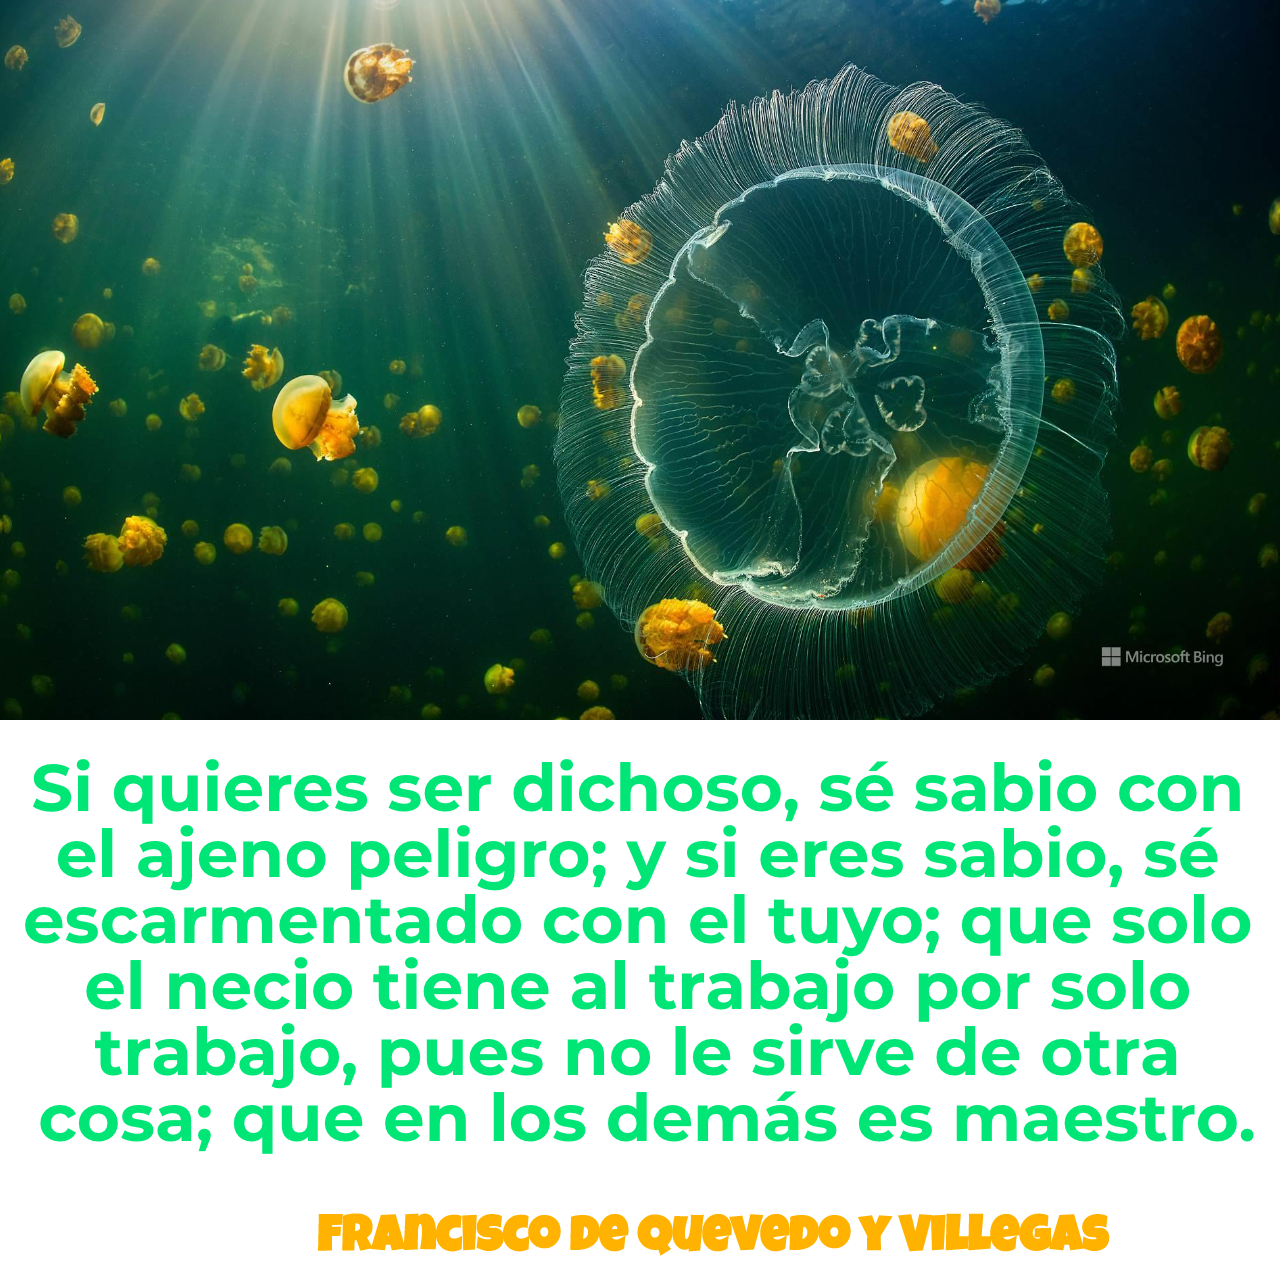 Microsoft Bing
Si quieres ser dichoso, sé sabio con
el ajeno peligro; y si eres sabio, sé
escarmentado con el tuyo; que solo
el necio tiene al trabajo por solo
trabajo, pues no le sirve de otra
cosa; que en los demás es maestro.
Francisco de Quevedo y Villegas